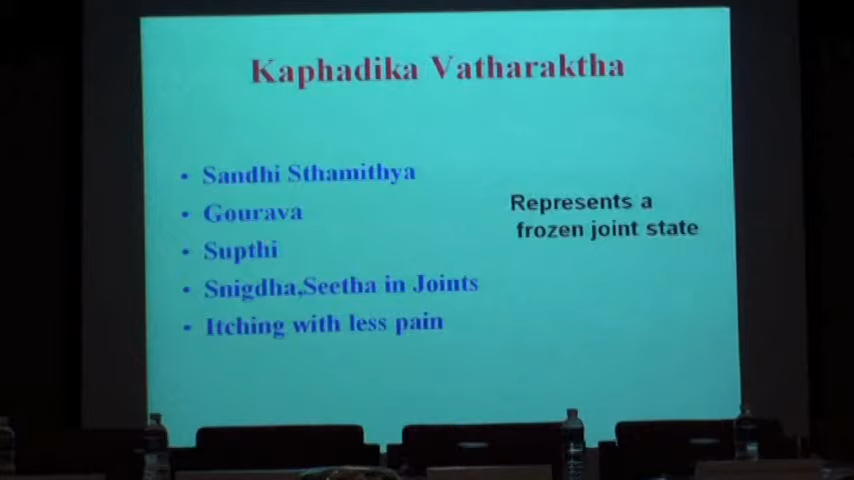 Kaphadika Vatharaktha
• Sandhi Sthamithya
• Gourava
• Supthi
• Snigdha,Seetha in Joints
• Itching with less pain
Represents a
frozen joint state